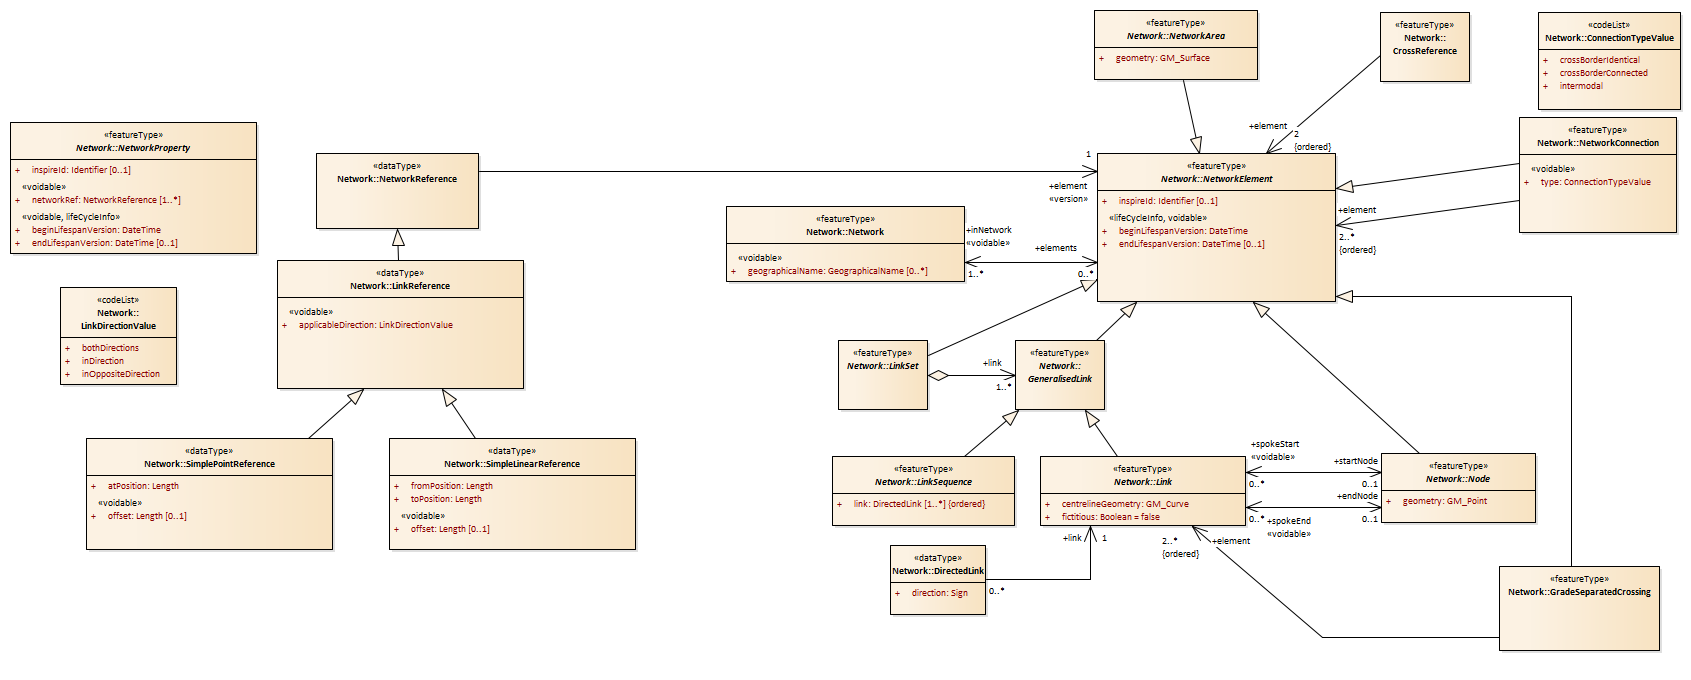 «featureType»
Network::NetworkArea
+ geometry: GM_Surface
«featureType»
Network::
CrossReference
«codeList»
Network::ConnectionTypeValue
+ crossBorderIdentical
+ crossBorderConnected
+ intermodal
«featureType»
Network::NetworkProperty
+ inspireId: Identifier [0..1]
«voidable»
+ networkRef: NetworkReference [1..*]
«voidable, lifeCycleInfo»
+ beginLifespanVersion: DateTime
+ endLifespanVersion: DateTime [0..1]
«dataType»
Network::NetworkReference
1
+element
«version»
+element
2
{ordered}
«featureType»
Network::NetworkElement
+ inspireId: Identifier [0..1]
«lifeCycleInfo, voidable»
+ beginLifespanVersion: DateTime
+ endLifespanVersion: DateTime [0..1]
«featureType»
Network::NetworkConnection
«voidable»
+ type: ConnectionTypeValue
+element
2..*
{ordered}
«featureType»
Network::Network
«voidable»
+ geographicalName: GeographicalName [0..*]
+inNetwork
«voidable»
1..*
+elements
0..*
«dataType»
Network::LinkReference
«voidable»
+ applicableDirection: LinkDirectionValue
«codeList»
Network::
LinkDirectionValue
+ bothDirections
+ inDirection
+ inOppositeDirection
«featureType»
Network::LinkSet
+link
1..*
«featureType»
Network::
GeneralisedLink
«dataType»
Network::SimplePointReference
+ atPosition: Length
«voidable»
+ offset: Length [0..1]
«dataType»
Network::SimpleLinearReference
+ fromPosition: Length
+ toPosition: Length
«voidable»
+ offset: Length [0..1]
«featureType»
Network::LinkSequence
+ link: DirectedLink [1..*] {ordered}
«featureType»
Network::Link
+ centrelineGeometry: GM_Curve
+ fictitious: Boolean = false
+spokeStart
«voidable»
0..*
+startNode
0..1
+endNode
0..1
0..*
+spokeEnd
«voidable»
«featureType»
Network::Node
+ geometry: GM_Point
«dataType»
Network::DirectedLink
+ direction: Sign
0..*
+link
1
2..*
{ordered}
+element
«featureType»
Network::GradeSeparatedCrossing